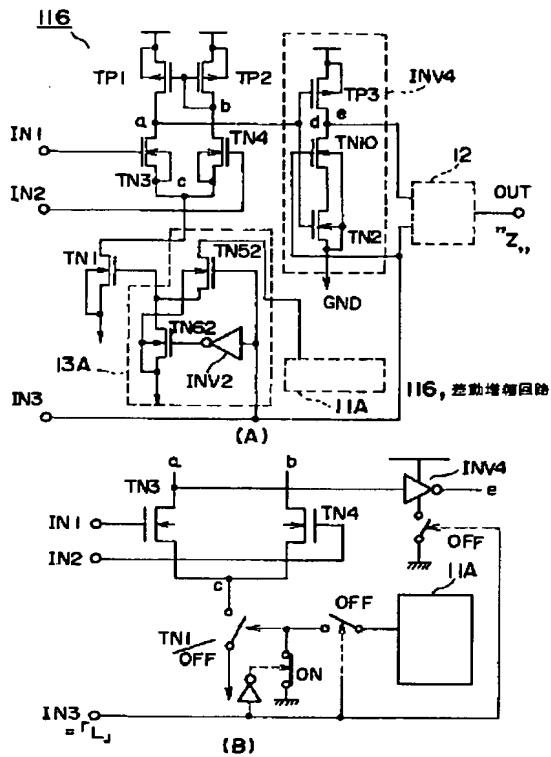 116
TP1
TP2
INV4
TP3
b
a
e
d
IN1
TN4
TN10
12
IN2
TN3
c
OUT
"Z"
TN2
TN1
TN52
GND
TN62
13A
INV2
11A
IN3
116, 差動増幅回路
(A)
a
b
INV4
TN3
e
IN1
TN4
IN2
OFF
11A
c
OFF
TN1
OFF
ON
IN3
=「L」
(B)